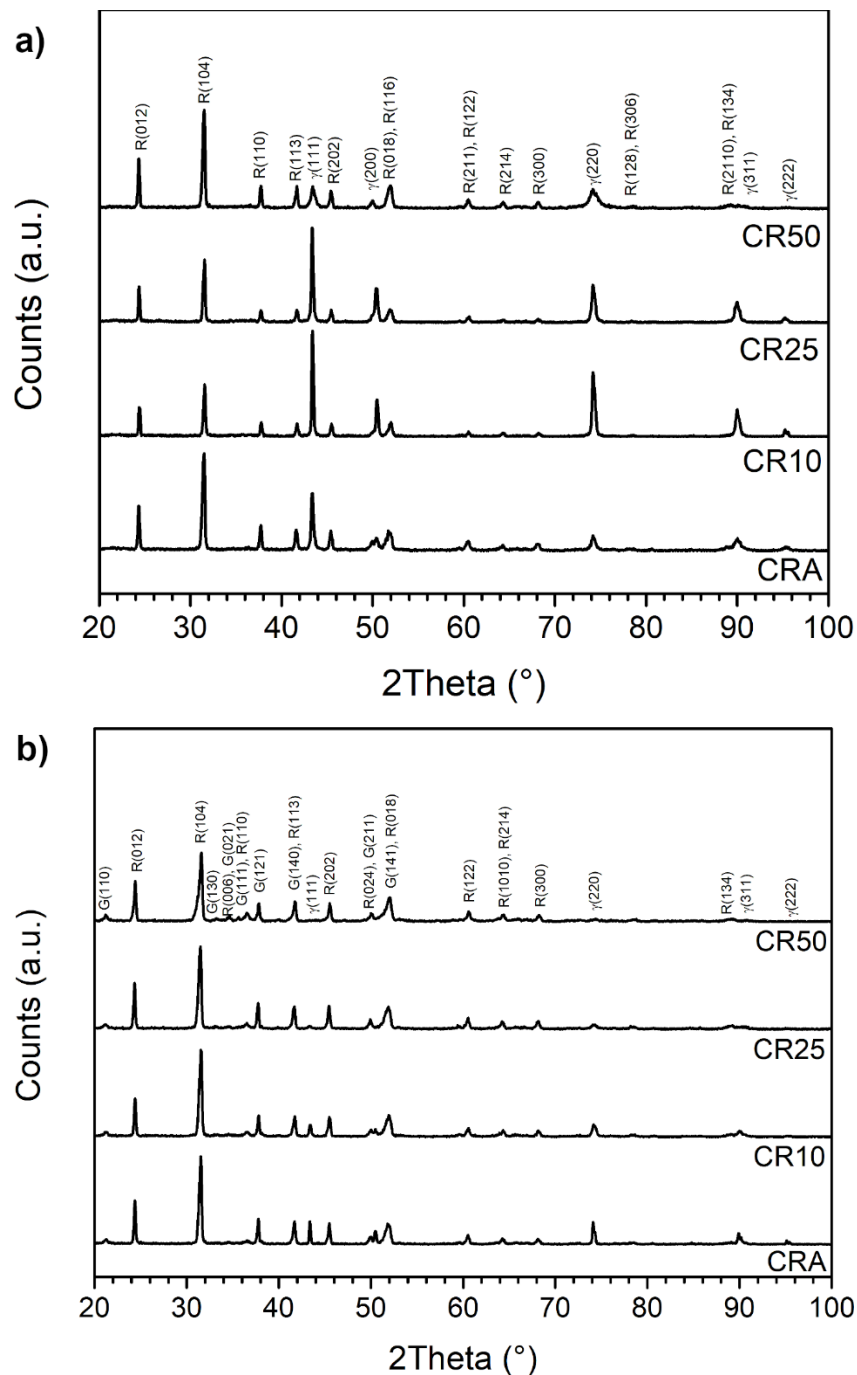 a)
R(012)
R(104)
R(110)
R(113)
γ(111)
R(202)
γ(200)
R(018), R(116)
R(211), R(122)
R(214)
R(300)
γ(220)
R(128), R(306)
R(2110), R(134)
γ(311)
γ(222)
CR50
CR25
CR10
CRA
Counts (a.u.)
20 30 40 50 60 70 80 90 100
2Theta (°)
b)
G(110)
R(012)
R(104)
G(130)
R(006), G(021)
G(111), R(110)
G(121)
G(140), R(113)
γ(111)
R(202)
R(024), G(211)
G(141), R(018)
R(122)
R(1010), R(214)
R(300)
γ(220)
R(134)
γ(311)
γ(222)
CR50
CR25
CR10
CRA
Counts (a.u.)
20 30 40 50 60 70 80 90 100
2Theta (°)